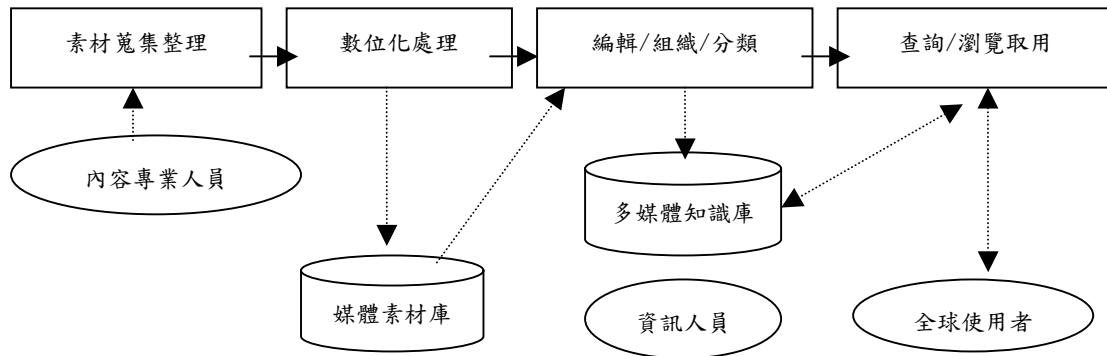 素材蒐集整理
數位化處理
編輯/組織/分類
查詢/瀏覽取用
內容專業人員
多媒體知識庫
媒體素材庫
資訊人員
全球使用者